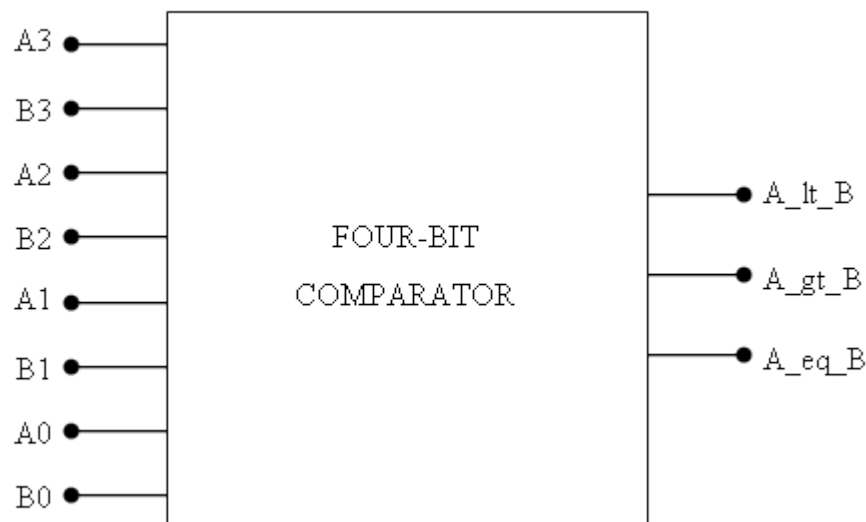 A3
B3
A2
B2
A1
B1
A0
B0
FOUR-BIT
COMPARATOR
A_lt_B
A_gt_B
A_eq_B